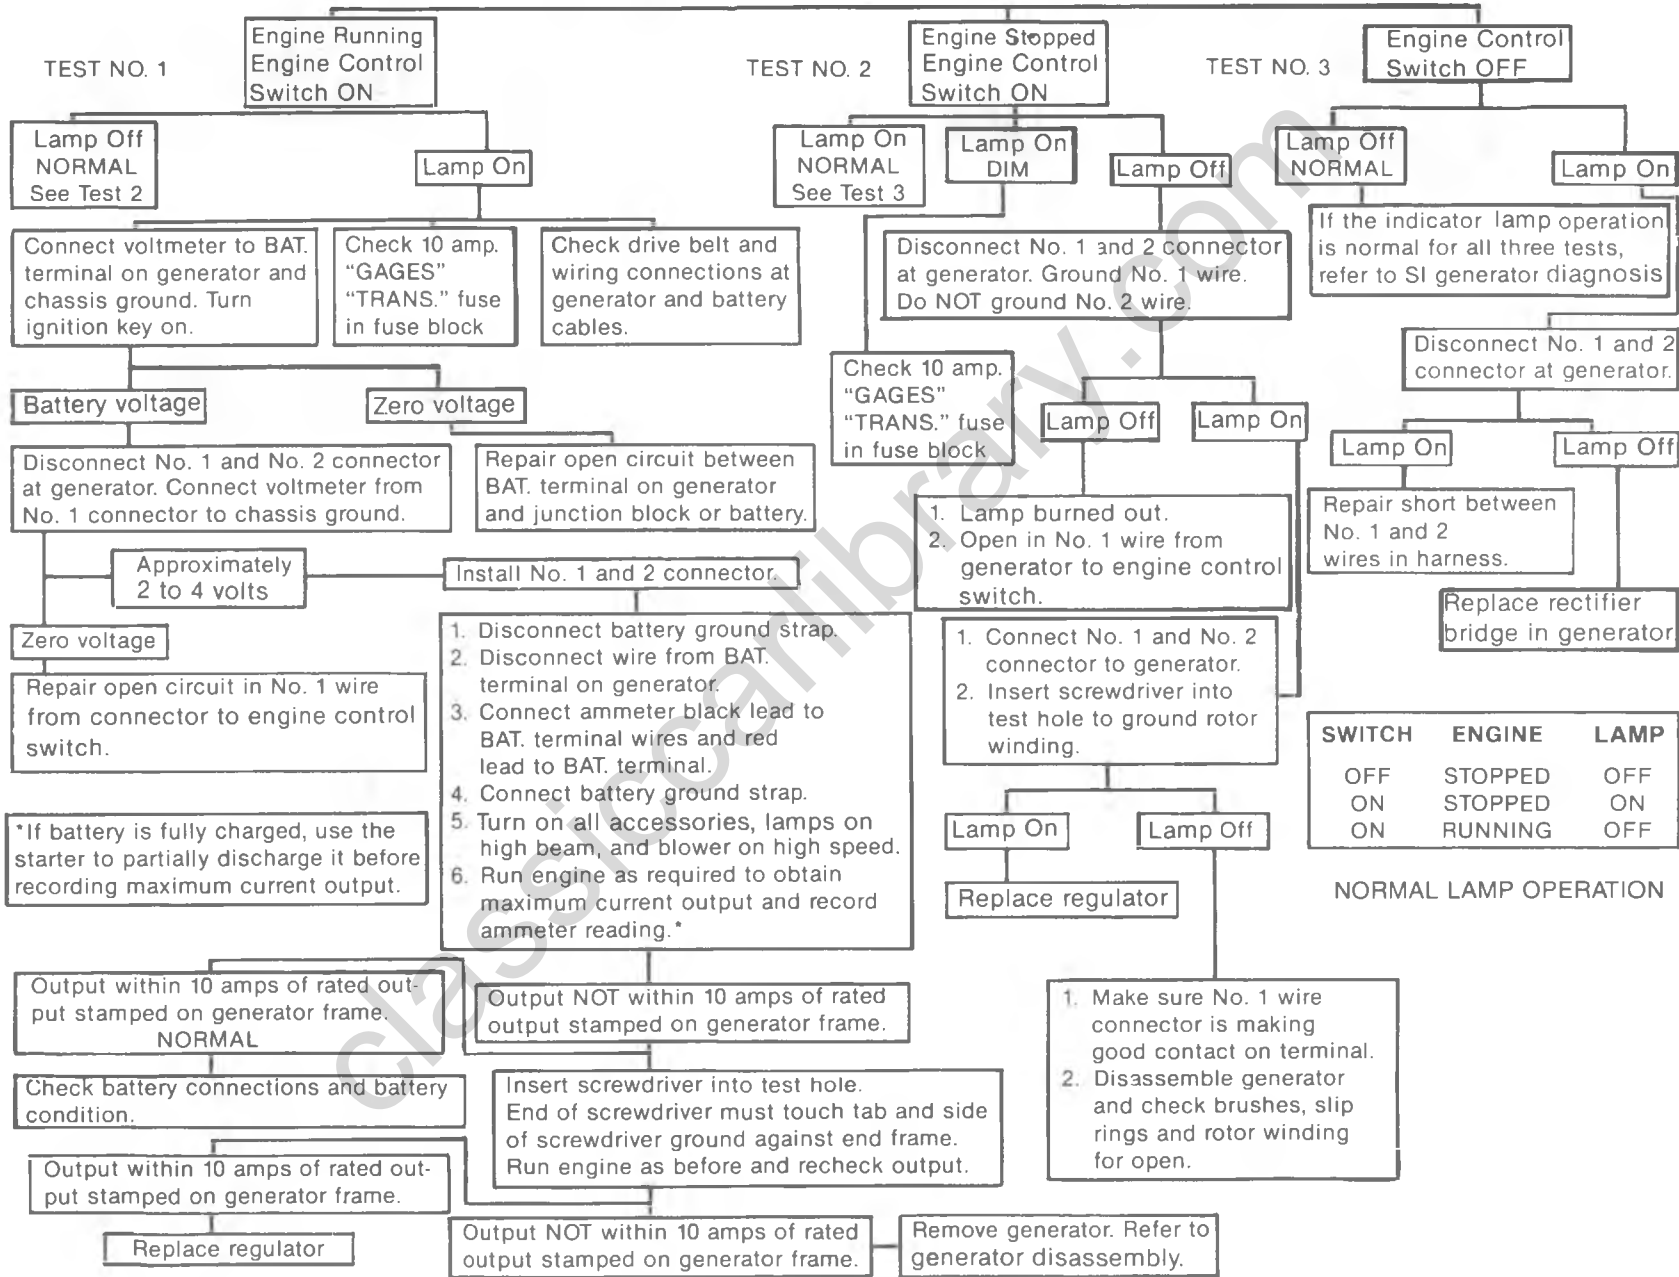 TEST NO. 1
Engine Running
Engine Control
Switch ON
Lamp Off
NORMAL
See Test 2
Lamp On
Connect voltmeter to BAT.
terminal on generator and
chassis ground. Turn
ignition key on.
Check 10 amp.
“GAGES”
“TRANS.” fuse
in fuse block
Check drive belt and
wiring connections at
generator and battery
cables.
Battery voltage
Zero voltage
Disconnect No. 1 and No. 2 connector
at generator. Connect voltmeter from
No. 1 connector to chassis ground.
Repair open circuit between
BAT. terminal on generator
and junction block or battery.
Approximately
2 to 4 volts
Install No. 1 and 2 connector.
Zero voltage
Repair open circuit in No. 1 wire
from connector to engine control
switch.
1. Disconnect battery ground strap.
2. Disconnect wire from BAT.
terminal on generator.
3. Connect ammeter black lead to
BAT. terminal wires and red
lead to BAT. terminal.
4. Connect battery ground strap.
5. Turn on all accessories, lamps on
high beam, and blower on high speed.
6. Run engine as required to obtain
maximum current output and record
ammeter reading.*
*If battery is fully charged, use the
starter to partially discharge it before
recording maximum current output.
Output within 10 amps of rated out-
put stamped on generator frame.
NORMAL
Output NOT within 10 amps of rated
output stamped on generator frame.
Check battery connections and battery
condition.
Insert screwdriver into test hole.
End of screwdriver must touch tab and side
of screwdriver ground against end frame.
Run engine as before and recheck output.
Output within 10 amps of rated out-
put stamped on generator frame.
Replace regulator
Output NOT within 10 amps of rated
output stamped on generator frame.
Remove generator. Refer to
generator disassembly.
TEST NO. 2
Engine Stopped
Engine Control
Switch ON
Lamp On
NORMAL
See Test 3
Lamp On
DIM
Lamp Off
Disconnect No. 1 and 2 connector
at generator. Ground No. 1 wire.
Do NOT ground No. 2 wire.
Check 10 amp.
“GAGES”
“TRANS.” fuse
in fuse block
Lamp Off
Lamp On
1. Lamp burned out.
2. Open in No. 1 wire from
generator to engine control
switch.
1. Connect No. 1 and No. 2
connector to generator.
2. Insert screwdriver into
test hole to ground rotor
winding.
Lamp On
Lamp Off
Replace regulator
1. Make sure No. 1 wire
connector is making
good contact on terminal.
2. Disassemble generator
and check brushes, slip
rings and rotor winding
for open.
TEST NO. 3
Engine Control
Switch OFF
Lamp Off
NORMAL
Lamp On
If the indicator lamp operation
is normal for all three tests,
refer to SI generator diagnosis
Disconnect No. 1 and 2
connector at generator.
Lamp On
Lamp Off
Repair short between
No. 1 and 2
wires in harness.
Replace rectifier
bridge in generator.
SWITCH ENGINE LAMP
OFF STOPPED OFF
ON STOPPED ON
ON RUNNING OFF
NORMAL LAMP OPERATION
classiccarlibrary.com